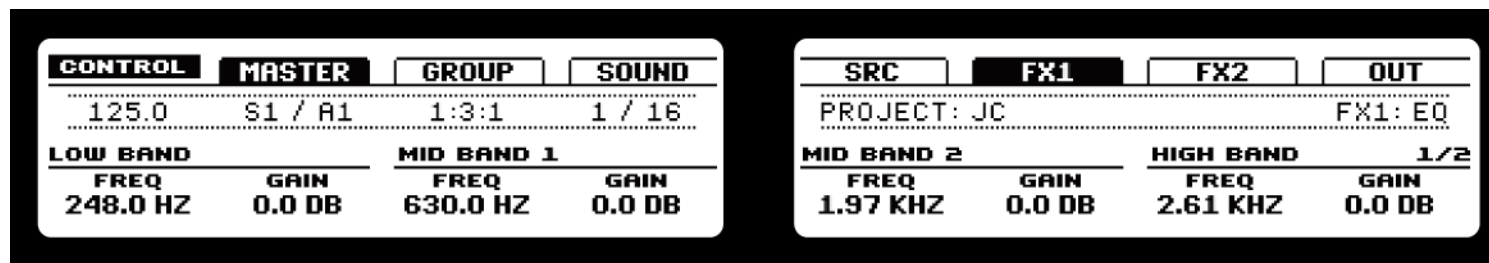 CONTROL MASTER GROUP SOUND
125.0 S1 / A1 1:3:1 1 / 16
LOW BAND MID BAND 1
FREQ GAIN FREQ GAIN
248.0 HZ 0.0 DB 630.0 HZ 0.0 DB
SRC FX1 FX2 OUT
PROJECT: JC FX1: EQ
MID BAND 2 HIGH BAND 1/2
FREQ GAIN FREQ GAIN
1.97 KHZ 0.0 DB 2.61 KHZ 0.0 DB